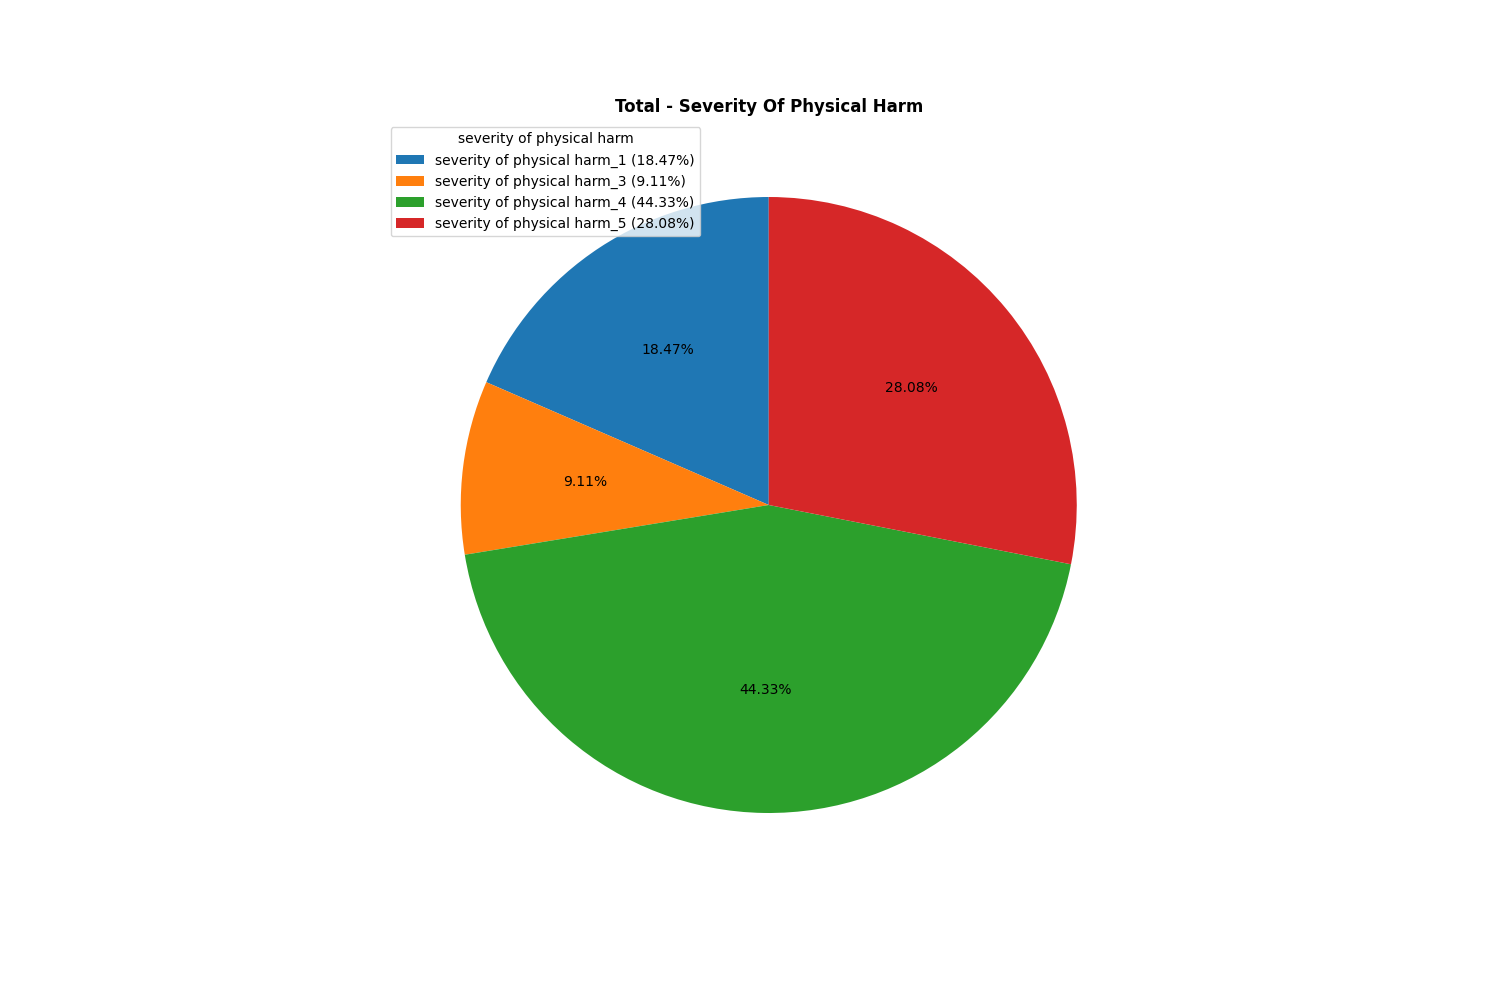 Total - Severity Of Physical Harm
severity of physical harm
severity of physical harm_1 (18.47%)
severity of physical harm_3 (9.11%)
severity of physical harm_4 (44.33%)
severity of physical harm_5 (28.08%)
18.47%
28.08%
9.11%
44.33%